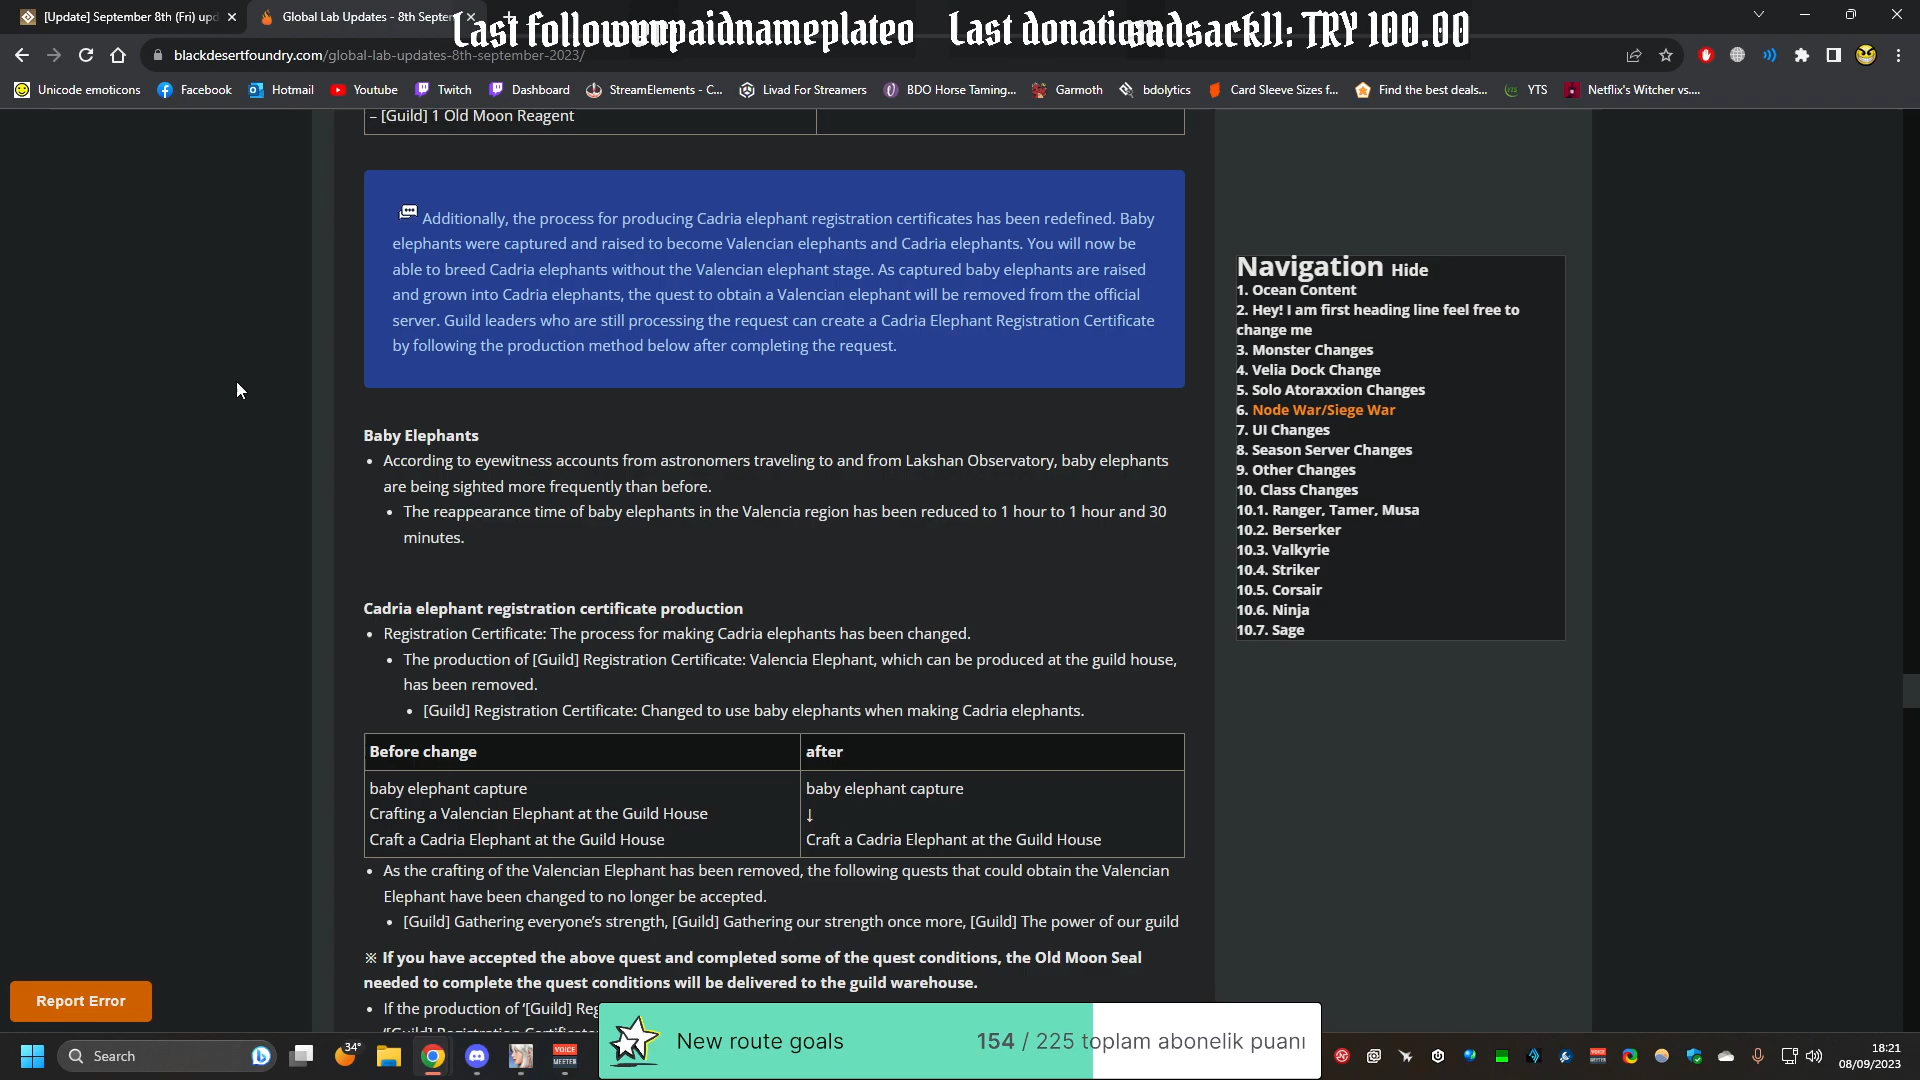 [Update] September 8th (Fri) upd
Global Lab Updates - 8th Septer
Last follower
unpaidnameplateo
Last donation
sadsack11: TRY 100.00
blackdesertfoundry.com/global-lab-updates-8th-september-2023/
Unicode emoticons
Facebook
Hotmail
Youtube
Twitch
Dashboard
StreamElements - C...
Livad For Streamers
BDO Horse Taming...
Garmoth
bdolytics
Card Sleeve Sizes f...
Find the best deals...
YTS
Netflix's Witcher vs....
– [Guild] 1 Old Moon Reagent
Additionally, the process for producing Cadria elephant registration certificates has been redefined. Baby
elephants were captured and raised to become Valencian elephants and Cadria elephants. You will now be
able to breed Cadria elephants without the Valencian elephant stage. As captured baby elephants are raised
and grown into Cadria elephants, the quest to obtain a Valencian elephant will be removed from the official
server. Guild leaders who are still processing the request can create a Cadria Elephant Registration Certificate
by following the production method below after completing the request.
Baby Elephants
• According to eyewitness accounts from astronomers traveling to and from Lakshan Observatory, baby elephants
are being sighted more frequently than before.
• The reappearance time of baby elephants in the Valencia region has been reduced to 1 hour to 1 hour and 30
minutes.
Cadria elephant registration certificate production
• Registration Certificate: The process for making Cadria elephants has been changed.
• The production of [Guild] Registration Certificate: Valencia Elephant, which can be produced at the guild house,
has been removed.
• [Guild] Registration Certificate: Changed to use baby elephants when making Cadria elephants.
Before change
after
baby elephant capture
Crafting a Valencian Elephant at the Guild House
Craft a Cadria Elephant at the Guild House
baby elephant capture
↓
Craft a Cadria Elephant at the Guild House
• As the crafting of the Valencian Elephant has been removed, the following quests that could obtain the Valencian
Elephant have been changed to no longer be accepted.
• [Guild] Gathering everyone's strength, [Guild] Gathering our strength once more, [Guild] The power of our guild
※ If you have accepted the above quest and completed some of the quest conditions, the Old Moon Seal
needed to complete the quest conditions will be delivered to the guild warehouse.
• If the production of '[Guild] Reg
Navigation Hide
1. Ocean Content
2. Hey! I am first heading line feel free to
change me
3. Monster Changes
4. Velia Dock Change
5. Solo Atoraxxion Changes
6. Node War/Siege War
7. UI Changes
8. Season Server Changes
9. Other Changes
10. Class Changes
10.1. Ranger, Tamer, Musa
10.2. Berserker
10.3. Valkyrie
10.4. Striker
10.5. Corsair
10.6. Ninja
10.7. Sage
Report Error
New route goals
154 / 225 toplam abonelik puanı
Search
34°
VOICE
MEETER
18:21
08/09/2023